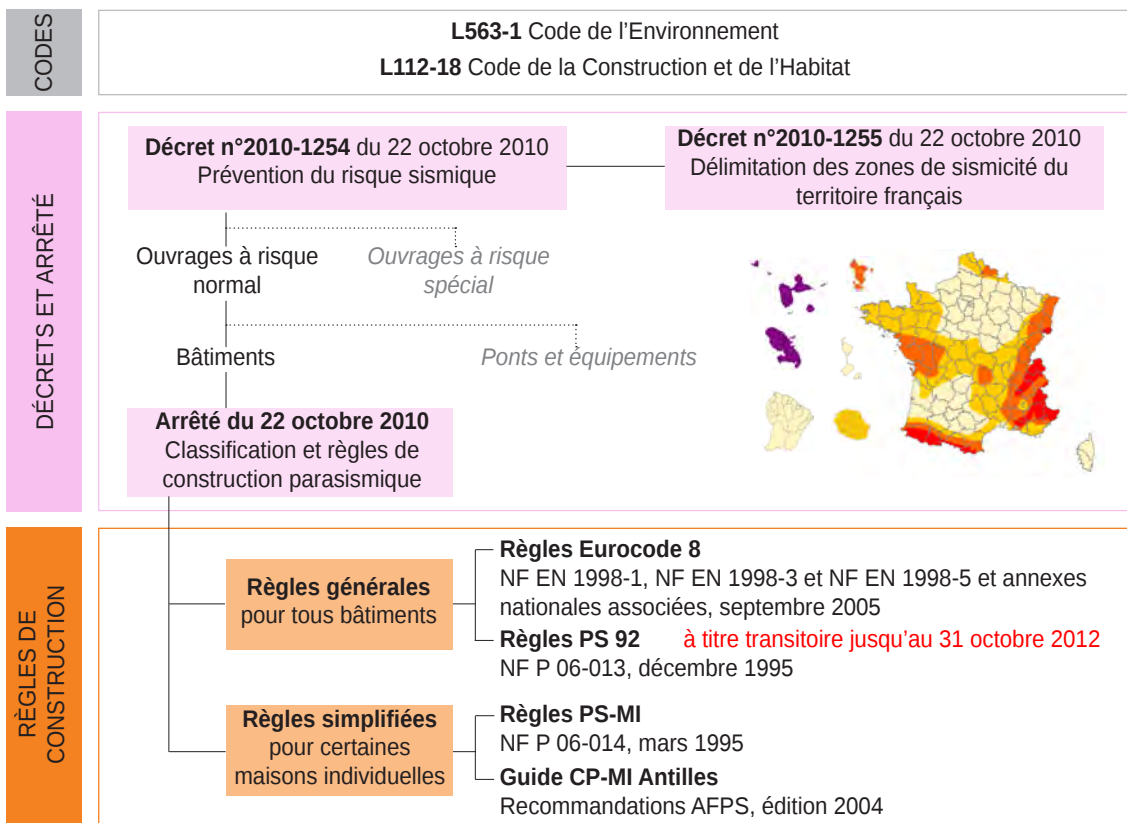 CODES
L563-1 Code de l'Environnement
L112-18 Code de la Construction et de l'Habitat
DÉCRETS ET ARRÊTÉ
Décret n°2010-1254 du 22 octobre 2010
Prévention du risque sismique
Décret n°2010-1255 du 22 octobre 2010
Délimitation des zones de sismicité du
territoire français
Ouvrages à risque
normal
Ouvrages à risque
spécial
Bâtiments
Ponts et équipements
Arrêté du 22 octobre 2010
Classification et règles de
construction parasismique
RÈGLES DE
CONSTRUCTION
Règles générales
pour tous bâtiments
Règles Eurocode 8
NF EN 1998-1, NF EN 1998-3 et NF EN 1998-5 et annexes
nationales associées, septembre 2005
Règles PS 92 à titre transitoire jusqu'au 31 octobre 2012
NF P 06-013, décembre 1995
Règles simplifiées
pour certaines
maisons individuelles
Règles PS-MI
NF P 06-014, mars 1995
Guide CP-MI Antilles
Recommandations AFPS, édition 2004